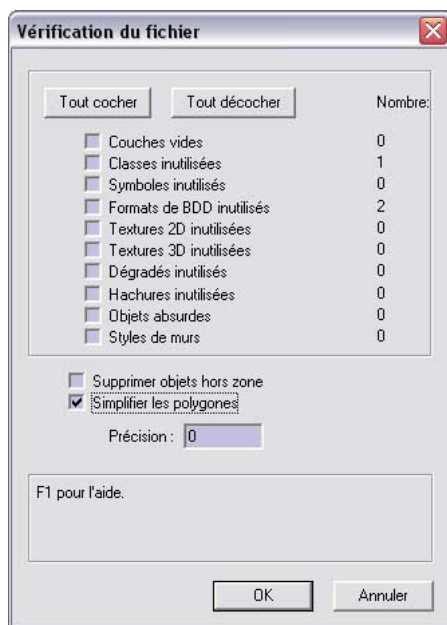 Vérification du fichier
Tout cocher Tout décocher Nombre:
Couches vides 0
Classes inutilisées 1
Symboles inutilisés 0
Formats de BDD inutilisés 2
Textures 2D inutilisées 0
Textures 3D inutilisées 0
Dégradés inutilisés 0
Hachures inutilisées 0
Objets absurdes 0
Styles de murs 0
Supprimer objets hors zone
Simplifier les polygones
Précision : 0
F1 pour l'aide.
OK Annuler